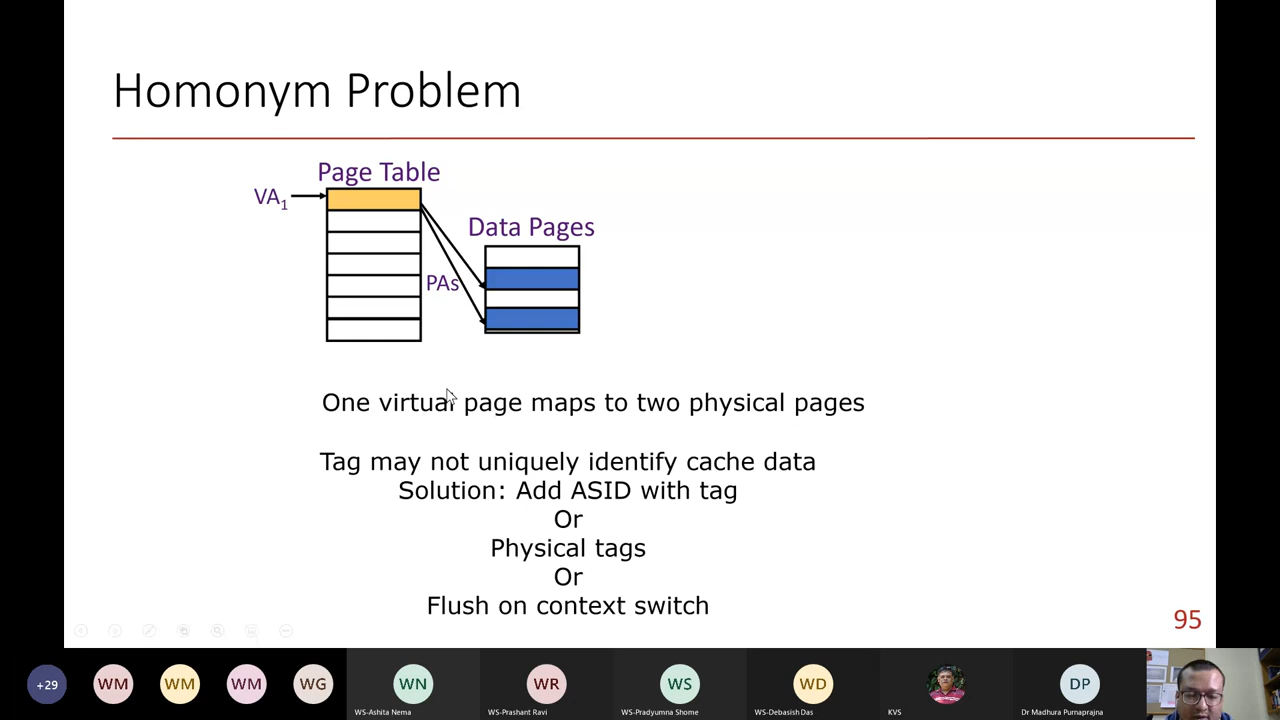 Homonym Problem
Page Table
VA1
Data Pages
PAs
One virtual page maps to two physical pages
Tag may not uniquely identify cache data
Solution: Add ASID with tag
Or
Physical tags
Or
Flush on context switch
95
+29
WM
WM
WM
WG
WN
WR
WS
WD
DP
WS-Ashita Nema
WS-Prashant Ravi
WS-Pradyumna Shome
WS-Debasish Das
KVS
Dr Madhura Purnaprajna